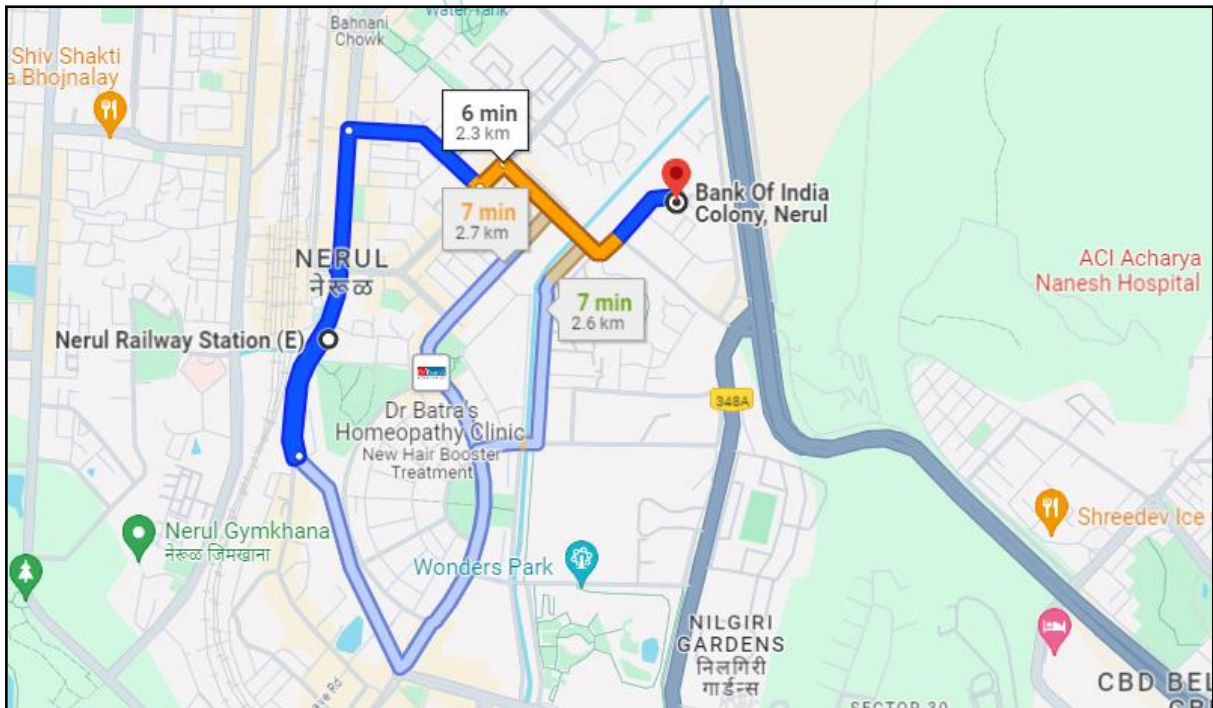 Water Tank
Bahnani
Chowk
Shiv Shakti
a Bhojnalay
6 min
2.3 km
7 min
2.7 km
Bank Of India
Colony, Nerul
NERUL
नेरूळ
ACI Acharya
Nanesh Hospital
7 min
2.6 km
Nerul Railway Station (E)
348A
Dr Batra's
Homeopathy Clinic
New Hair Booster
Treatment
Shreedev Ice
Nerul Gymkhana
नेरूळ जिमखाना
Wonders Park
NILGIRI
GARDENS
निलगिरी
गार्डन्स
CBD BEL
SECTOR 30